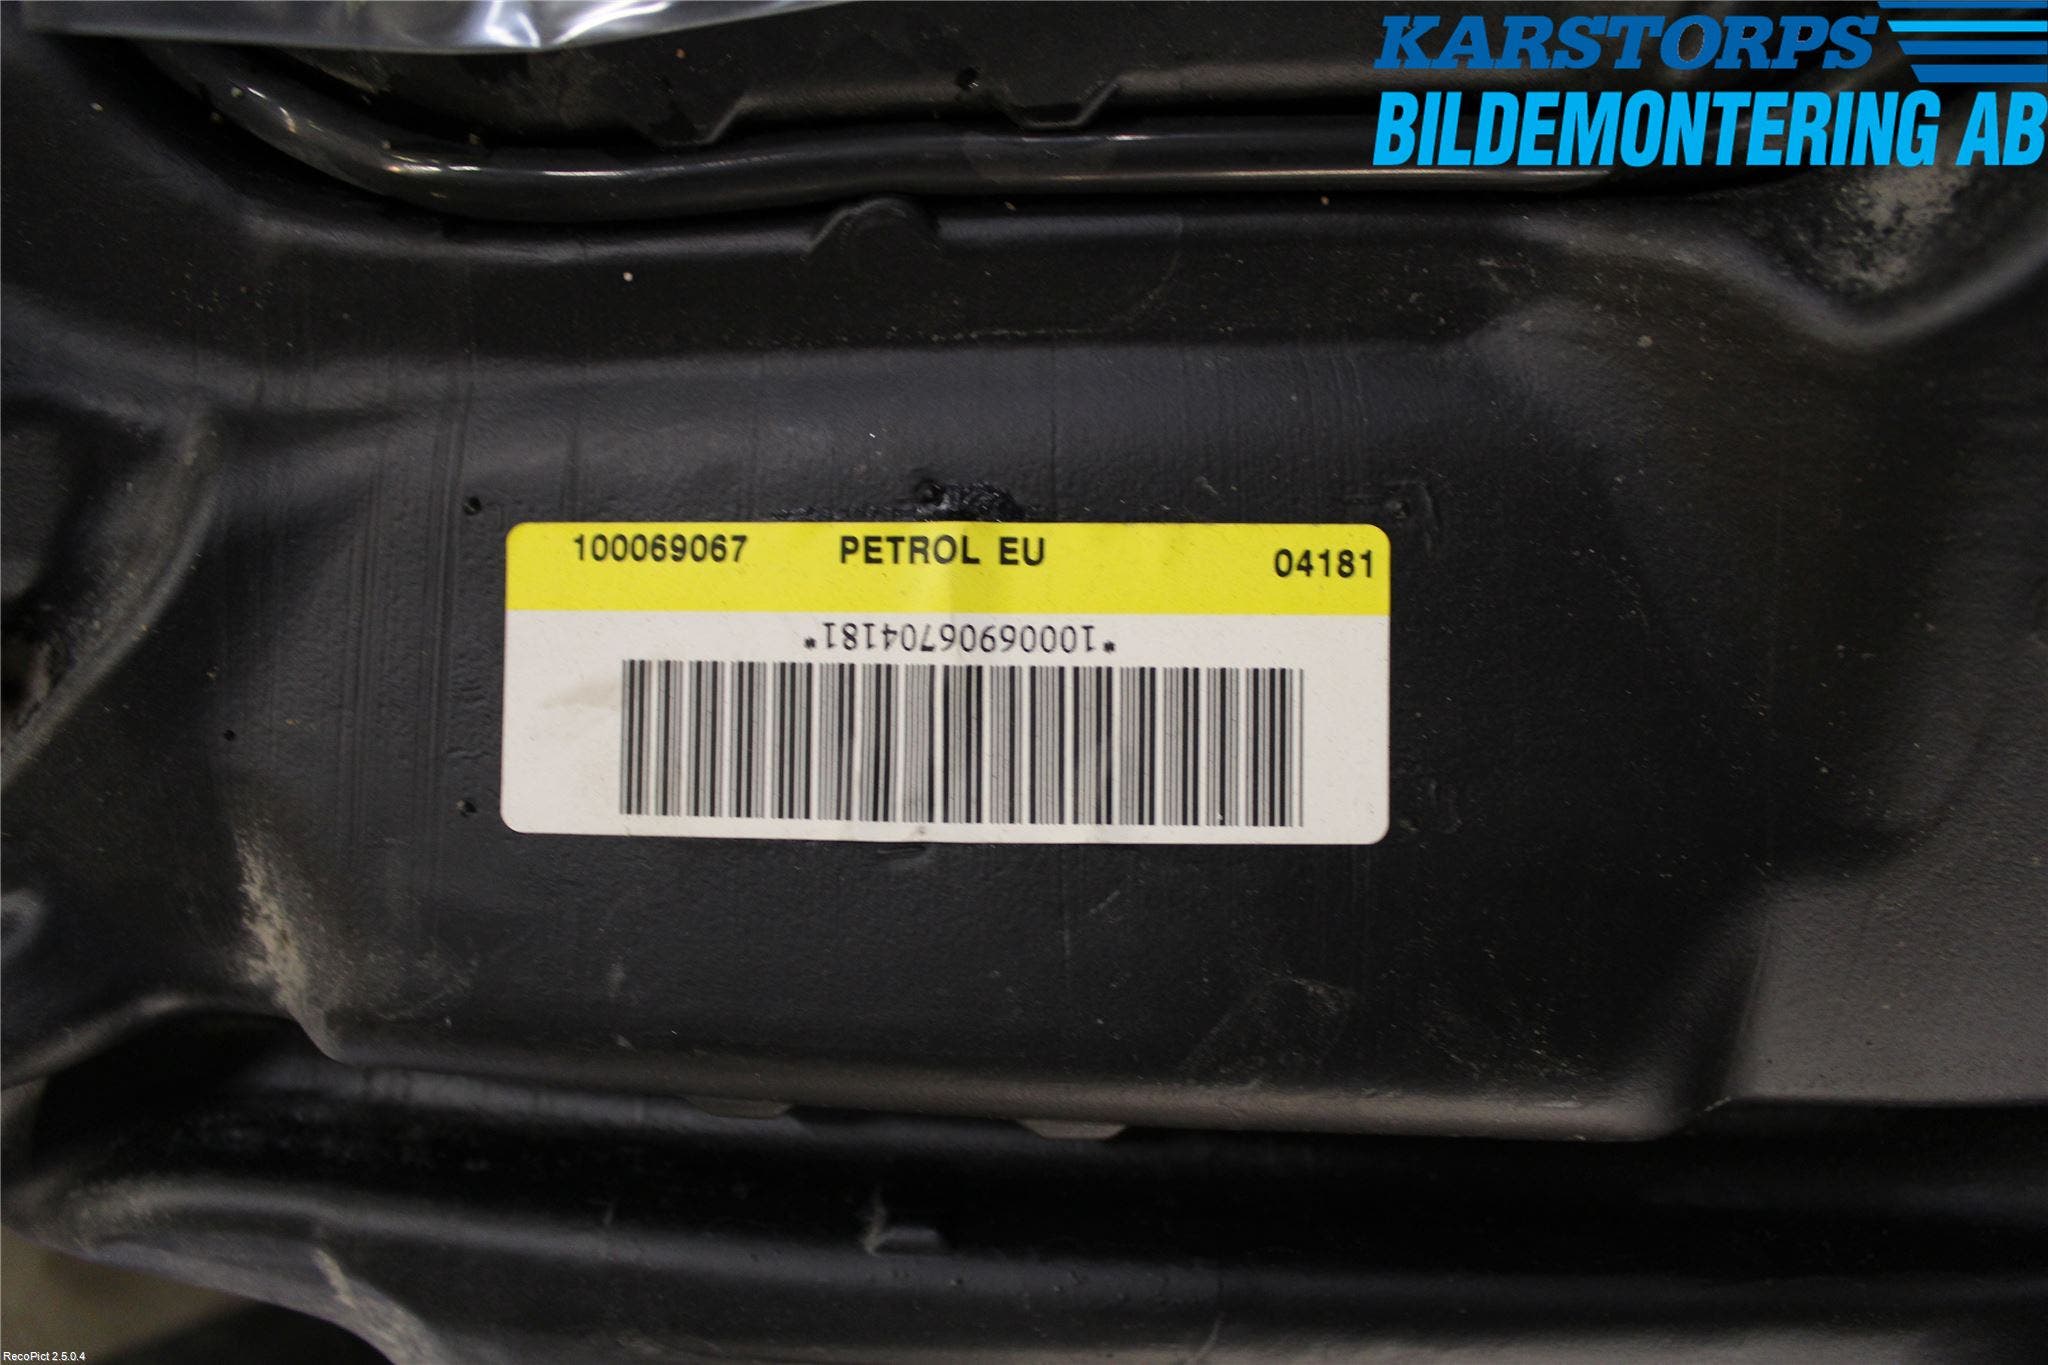 KARSTORPS
BILDEMONTERING AB
100069067 PETROL EU 04181
*10006906704181*
RecoPict 2.5.0.4